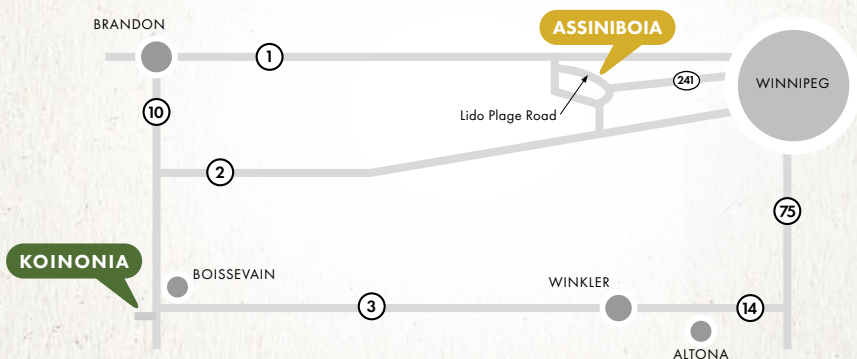 BRANDON
ASSINIBOIA
1
241
WINNIPEG
10
Lido Plage Road
2
75
KOINONIA
BOISSEVAIN
WINKLER
3
14
ALTONA